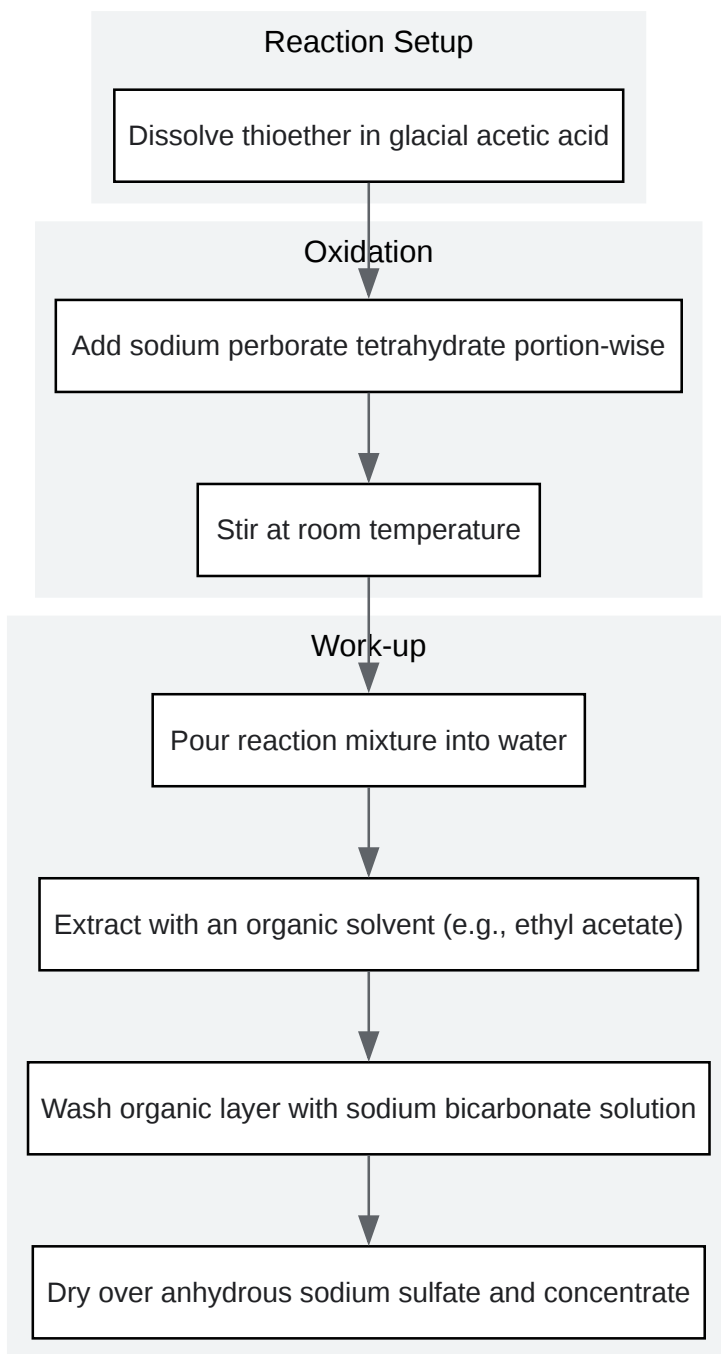 Reaction Setup
Dissolve thioether in glacial acetic acid
Oxidation
Add sodium perborate tetrahydrate portion-wise
Stir at room temperature
Work-up
Pour reaction mixture into water
Extract with an organic solvent (e.g., ethyl acetate)
Wash organic layer with sodium bicarbonate solution
Dry over anhydrous sodium sulfate and concentrate